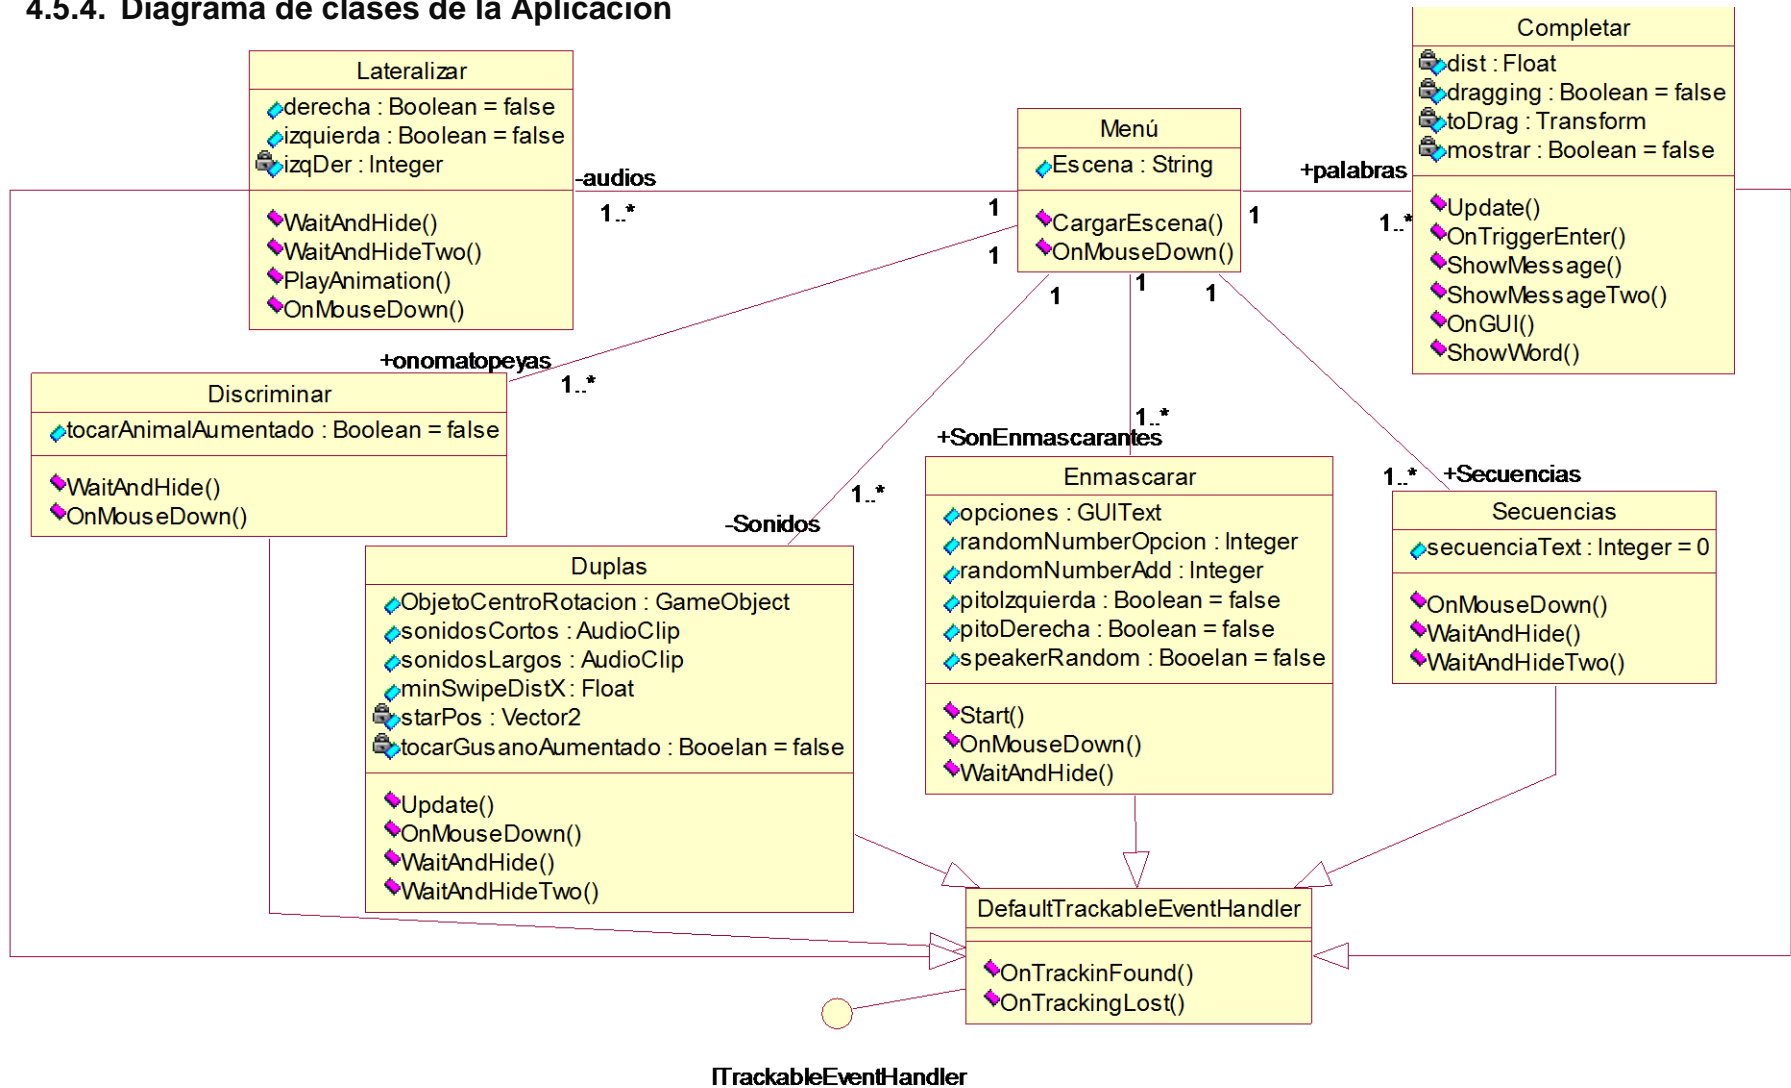 4.5.4. Diagrama de clases de la Aplicación
Lateralizar
derecha : Boolean = false
izquierda : Boolean = false
izqDer : Integer
WaitAndHide()
WaitAndHideTwo()
PlayAnimation()
OnMouseDown()
-audios
1..*
1
Menú
Escena : String
CargarEscena()
OnMouseDown()
1
1
1
1
1
+palabras
1..*
Completar
dist : Float
dragging : Boolean = false
toDrag : Transform
mostrar : Boolean = false
Update()
OnTriggerEnter()
ShowMessage()
ShowMessageTwo()
OnGUI()
ShowWord()
+onomatopeyas
1..*
Discriminar
tocarAnimalAumentado : Boolean = false
WaitAndHide()
OnMouseDown()
-Sonidos
1..*
Duplas
ObjetoCentroRotacion : GameObject
sonidosCortos : AudioClip
sonidosLargos : AudioClip
minSwipeDistX : Float
starPos : Vector2
tocarGusanoAumentado : Booelan = false
Update()
OnMouseDown()
WaitAndHide()
WaitAndHideTwo()
1..*
+SonEnmascarantes
Enmascarar
opciones : GUIText
randomNumberOpcion : Integer
randomNumberAdd : Integer
pitoIzquierda : Boolean = false
pitoDerecha : Boolean = false
speakerRandom : Booelan = false
Start()
OnMouseDown()
WaitAndHide()
1..*
+Secuencias
Secuencias
secuenciaText : Integer = 0
OnMouseDown()
WaitAndHide()
WaitAndHideTwo()
DefaultTrackableEventHandler
OnTrackinFound()
OnTrackingLost()
ITrackableEventHandler